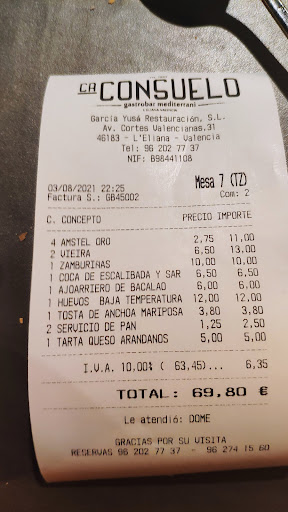 CA CONSUELO
gastrobar mediterrani
L'ELIANA VALENCIA
García Yusá Restauración, S.L.
Av. Cortes Valencianas,31
46183 - L'Eliana - Valencia
Tel: 96 202 77 37
NIF: B98441108
03/08/2021 22:25 Mesa 7 (TZ)
Factura S.: GB45002 Com: 2
C. CONCEPTO PRECIO IMPORTE
4 AMSTEL ORO 2,75 11,00
2 VIEIRA 6,50 13,00
1 ZAMBURIÑAS 10,00 10,00
1 COCA DE ESCALIBADA Y SAR 6,50 6,50
1 AJOARRIERO DE BACALAO 6,00 6,00
1 HUEVOS BAJA TEMPERATURA 12,00 12,00
1 TOSTA DE ANCHOA MARIPOSA 3,80 3,80
2 SERVICIO DE PAN 1,25 2,50
1 TARTA QUESO ARANDANOS 5,00 5,00
I.V.A. 10.00% ( 63,45)... 6,35
TOTAL: 69,80 €
Le atendió: DOME
GRACIAS POR SU VISITA
RESERVAS 96 202 77 37 - 96 274 15 60